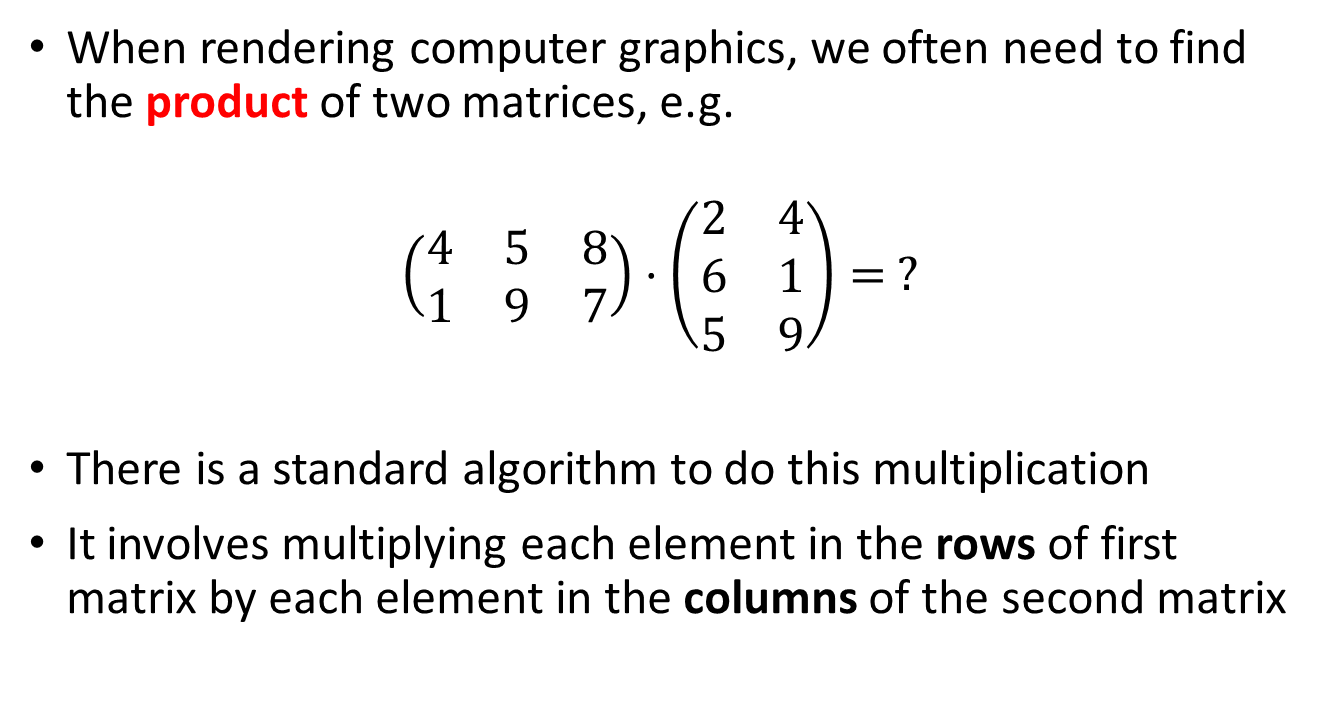 • When rendering computer graphics, we often need to find
the product of two matrices, e.g.
(4 5 8
1 9 7) · (2 4
6 1
5 9) = ?
• There is a standard algorithm to do this multiplication
• It involves multiplying each element in the rows of first
matrix by each element in the columns of the second matrix